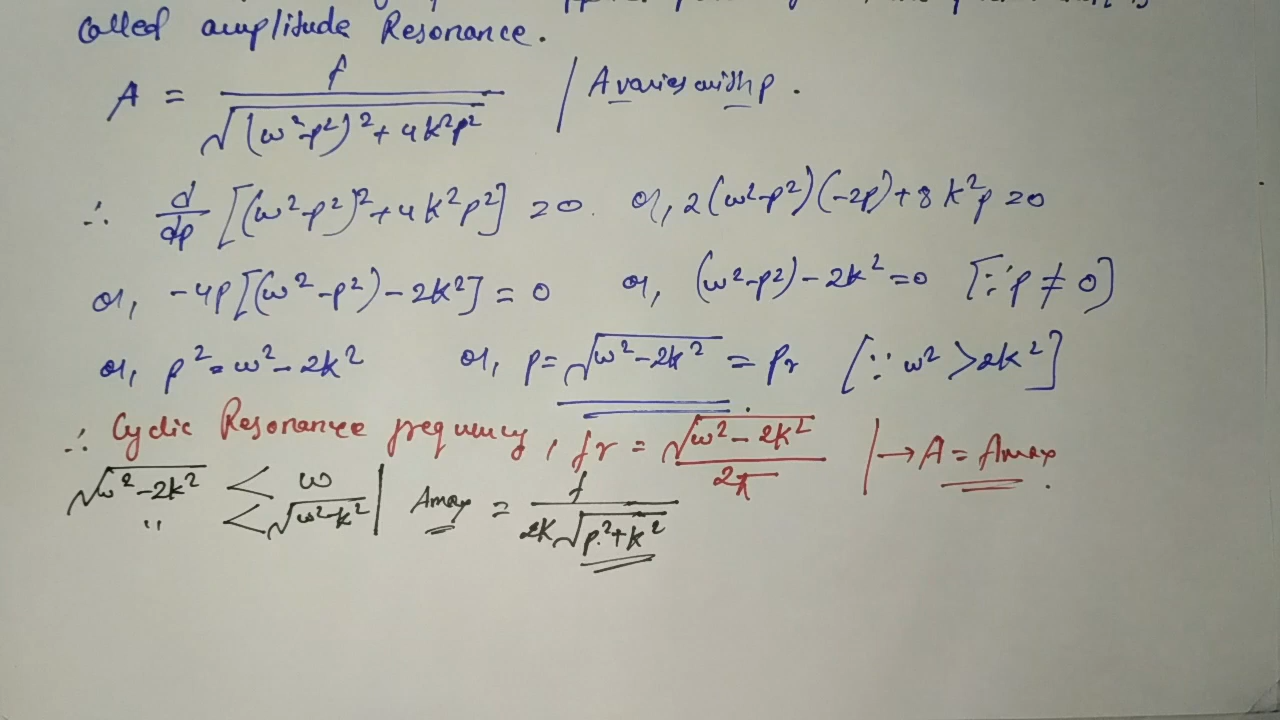 called amplitude Resonance.
A = f / √((ω²-p²)² + 4k²p²) | A varies with p.
∴ d/dp [(ω²-p²)² + 4k²p²] = 0. or, 2(ω²-p²)(-2p) + 8k²p = 0
or, -4p[(ω²-p²) - 2k²] = 0 or, (ω²-p²) - 2k² = 0 [∵ p ≠ 0]
or, p² = ω² - 2k² or, p = √(ω² - 2k²) = pr [∵ ω² > 2k²]
∴ Cyclic Resonance frequency, fr = √(ω² - 2k²) / 2π | → A = Amax.
√(ω² - 2k²) < ω | Amax = f / 2k√(p² + k²)
" < √(ω² - k²)